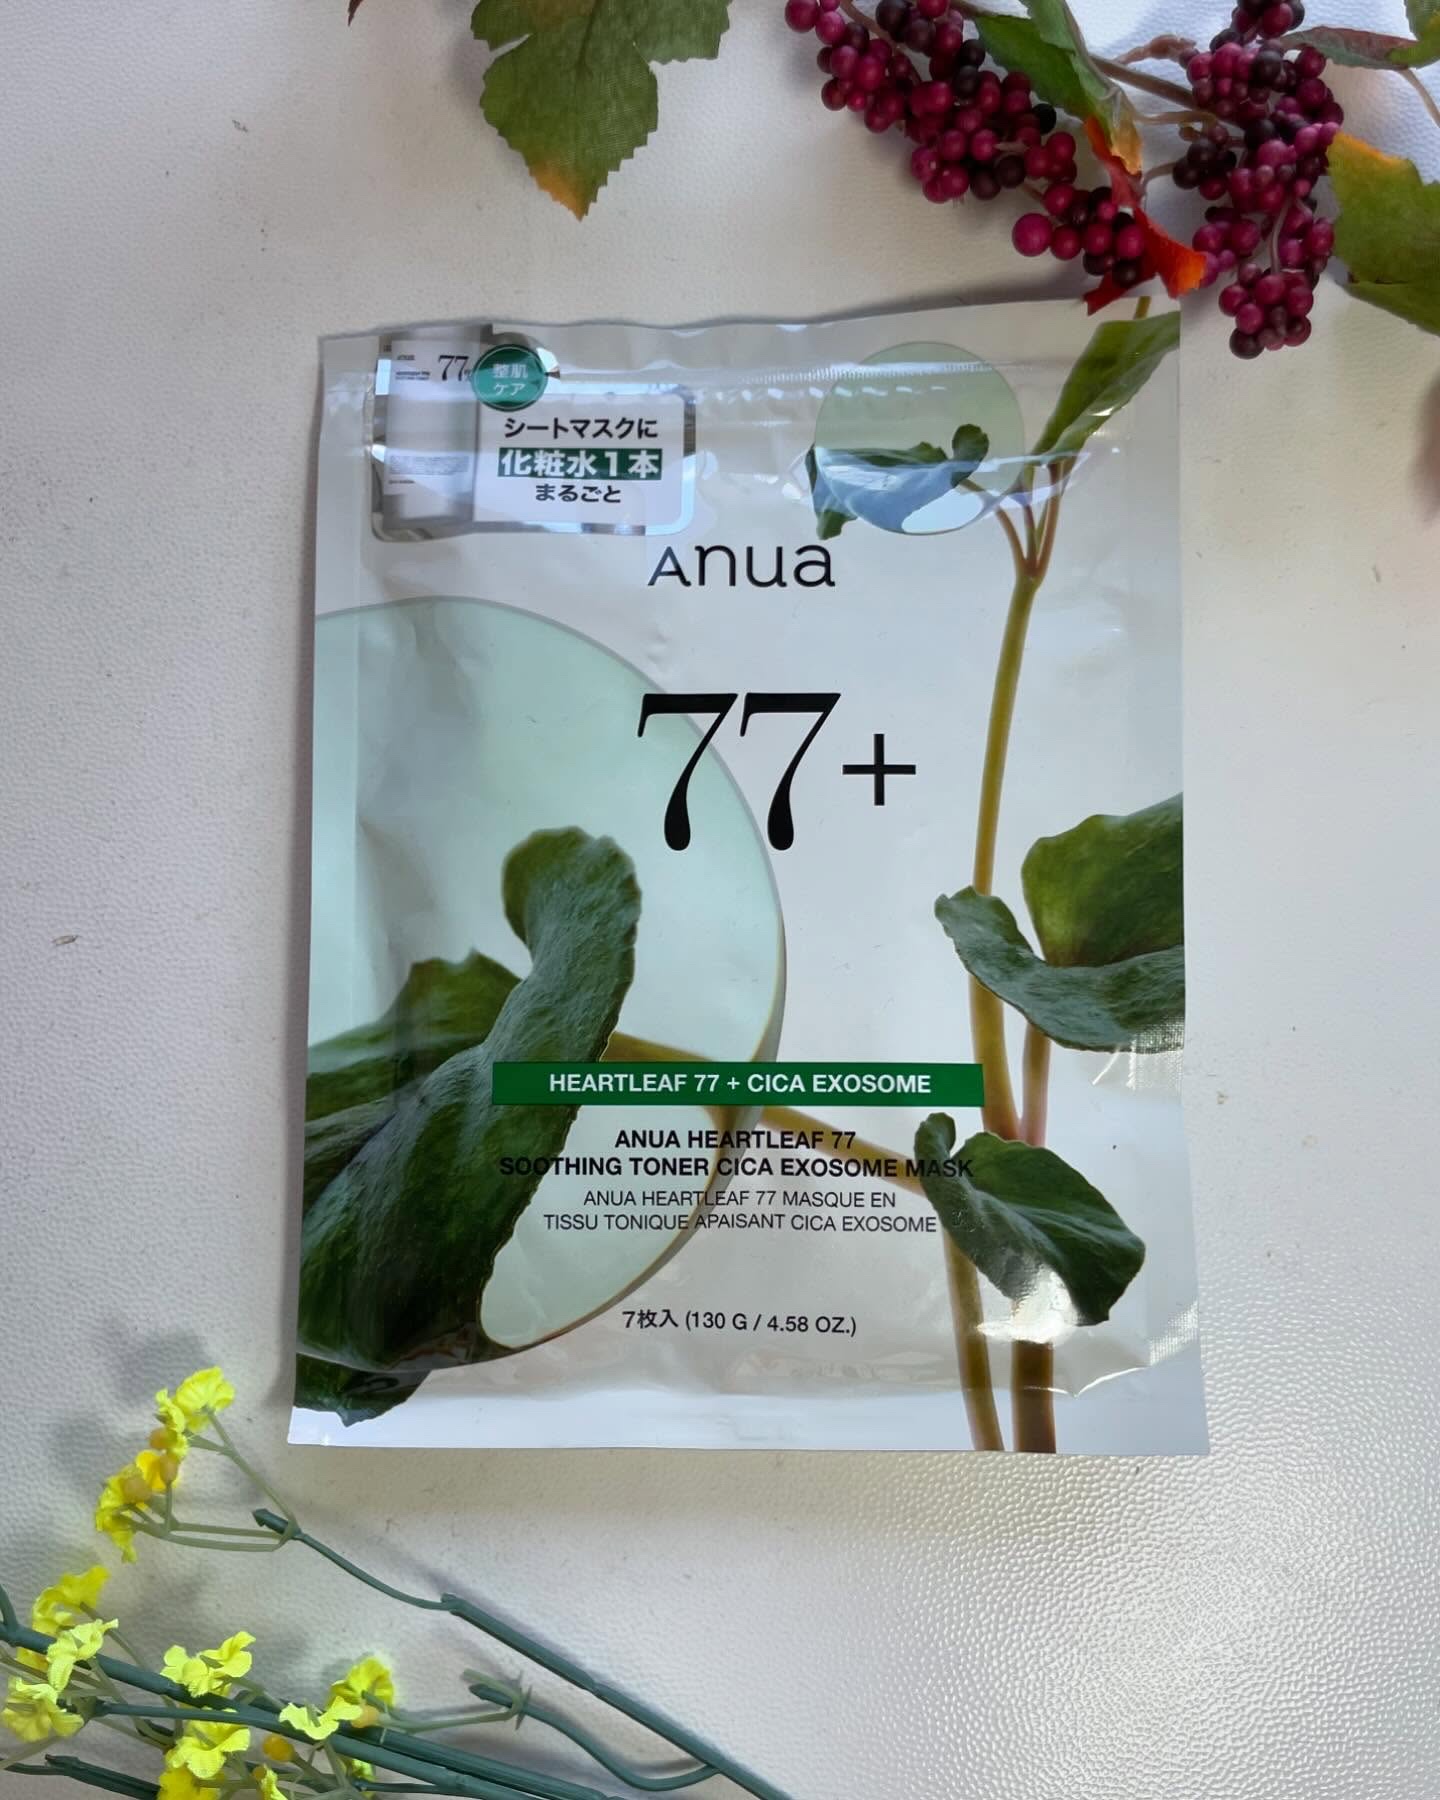 77
整肌
ケア
シートマスクに
化粧水1本
まるごと
Anua
77+
HEARTLEAF 77 + CICA EXOSOME
ANUA HEARTLEAF 77
SOOTHING TONER CICA EXOSOME MASK
ANUA HEARTLEAF 77 MASQUE EN
TISSU TONIQUE APAISANT CICA EXOSOME
7枚入 (130 G / 4.58 OZ.)